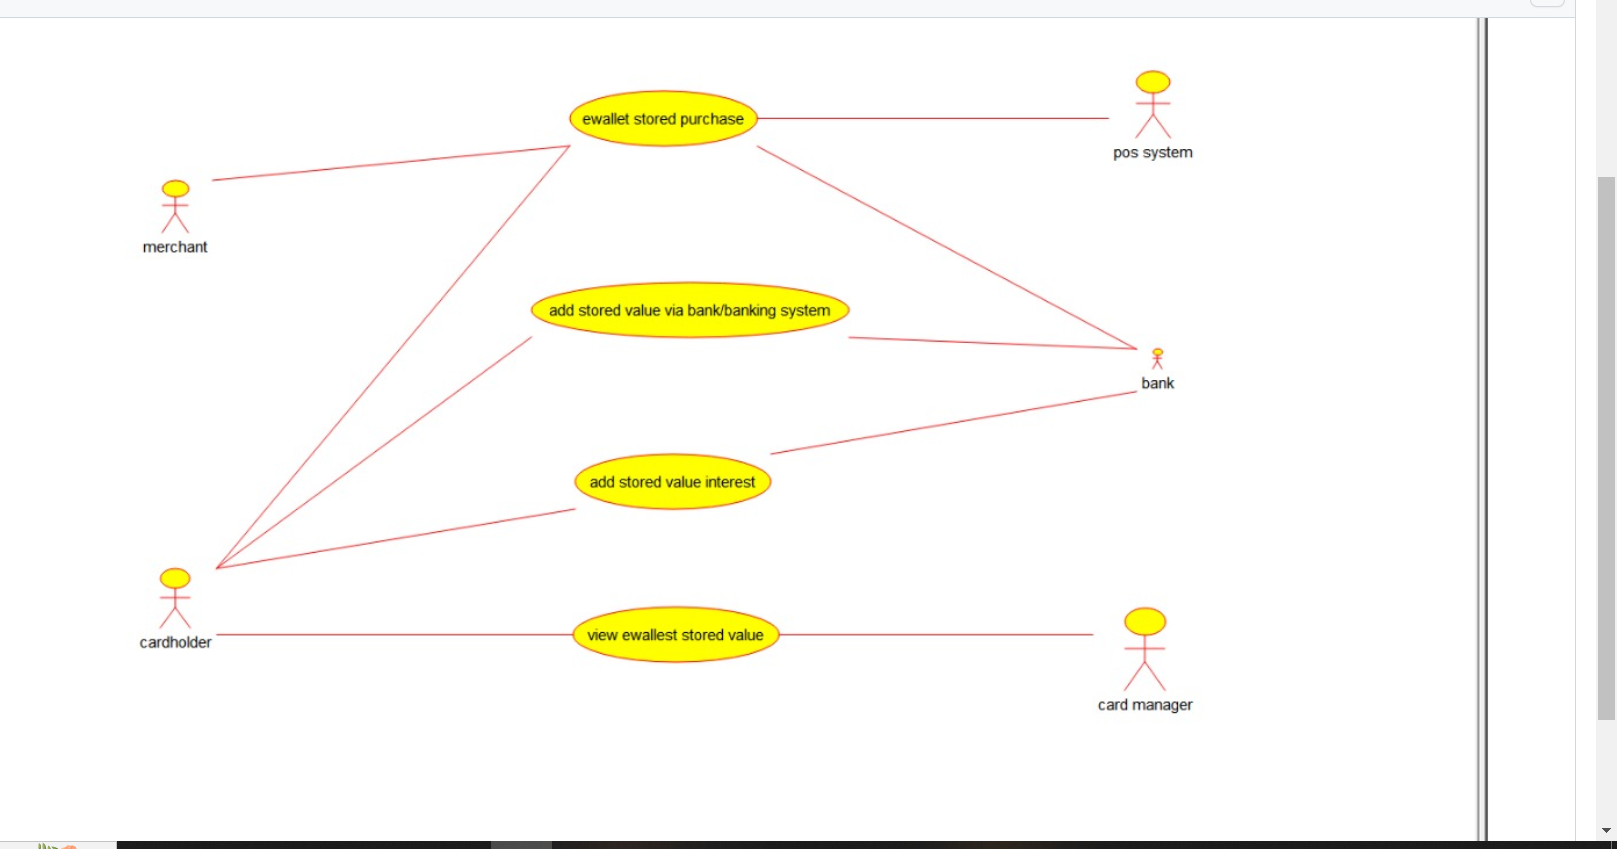 ewallet stored purchase
pos system
merchant
add stored value via bank/banking system
bank
add stored value interest
cardholder
view ewallest stored value
card manager